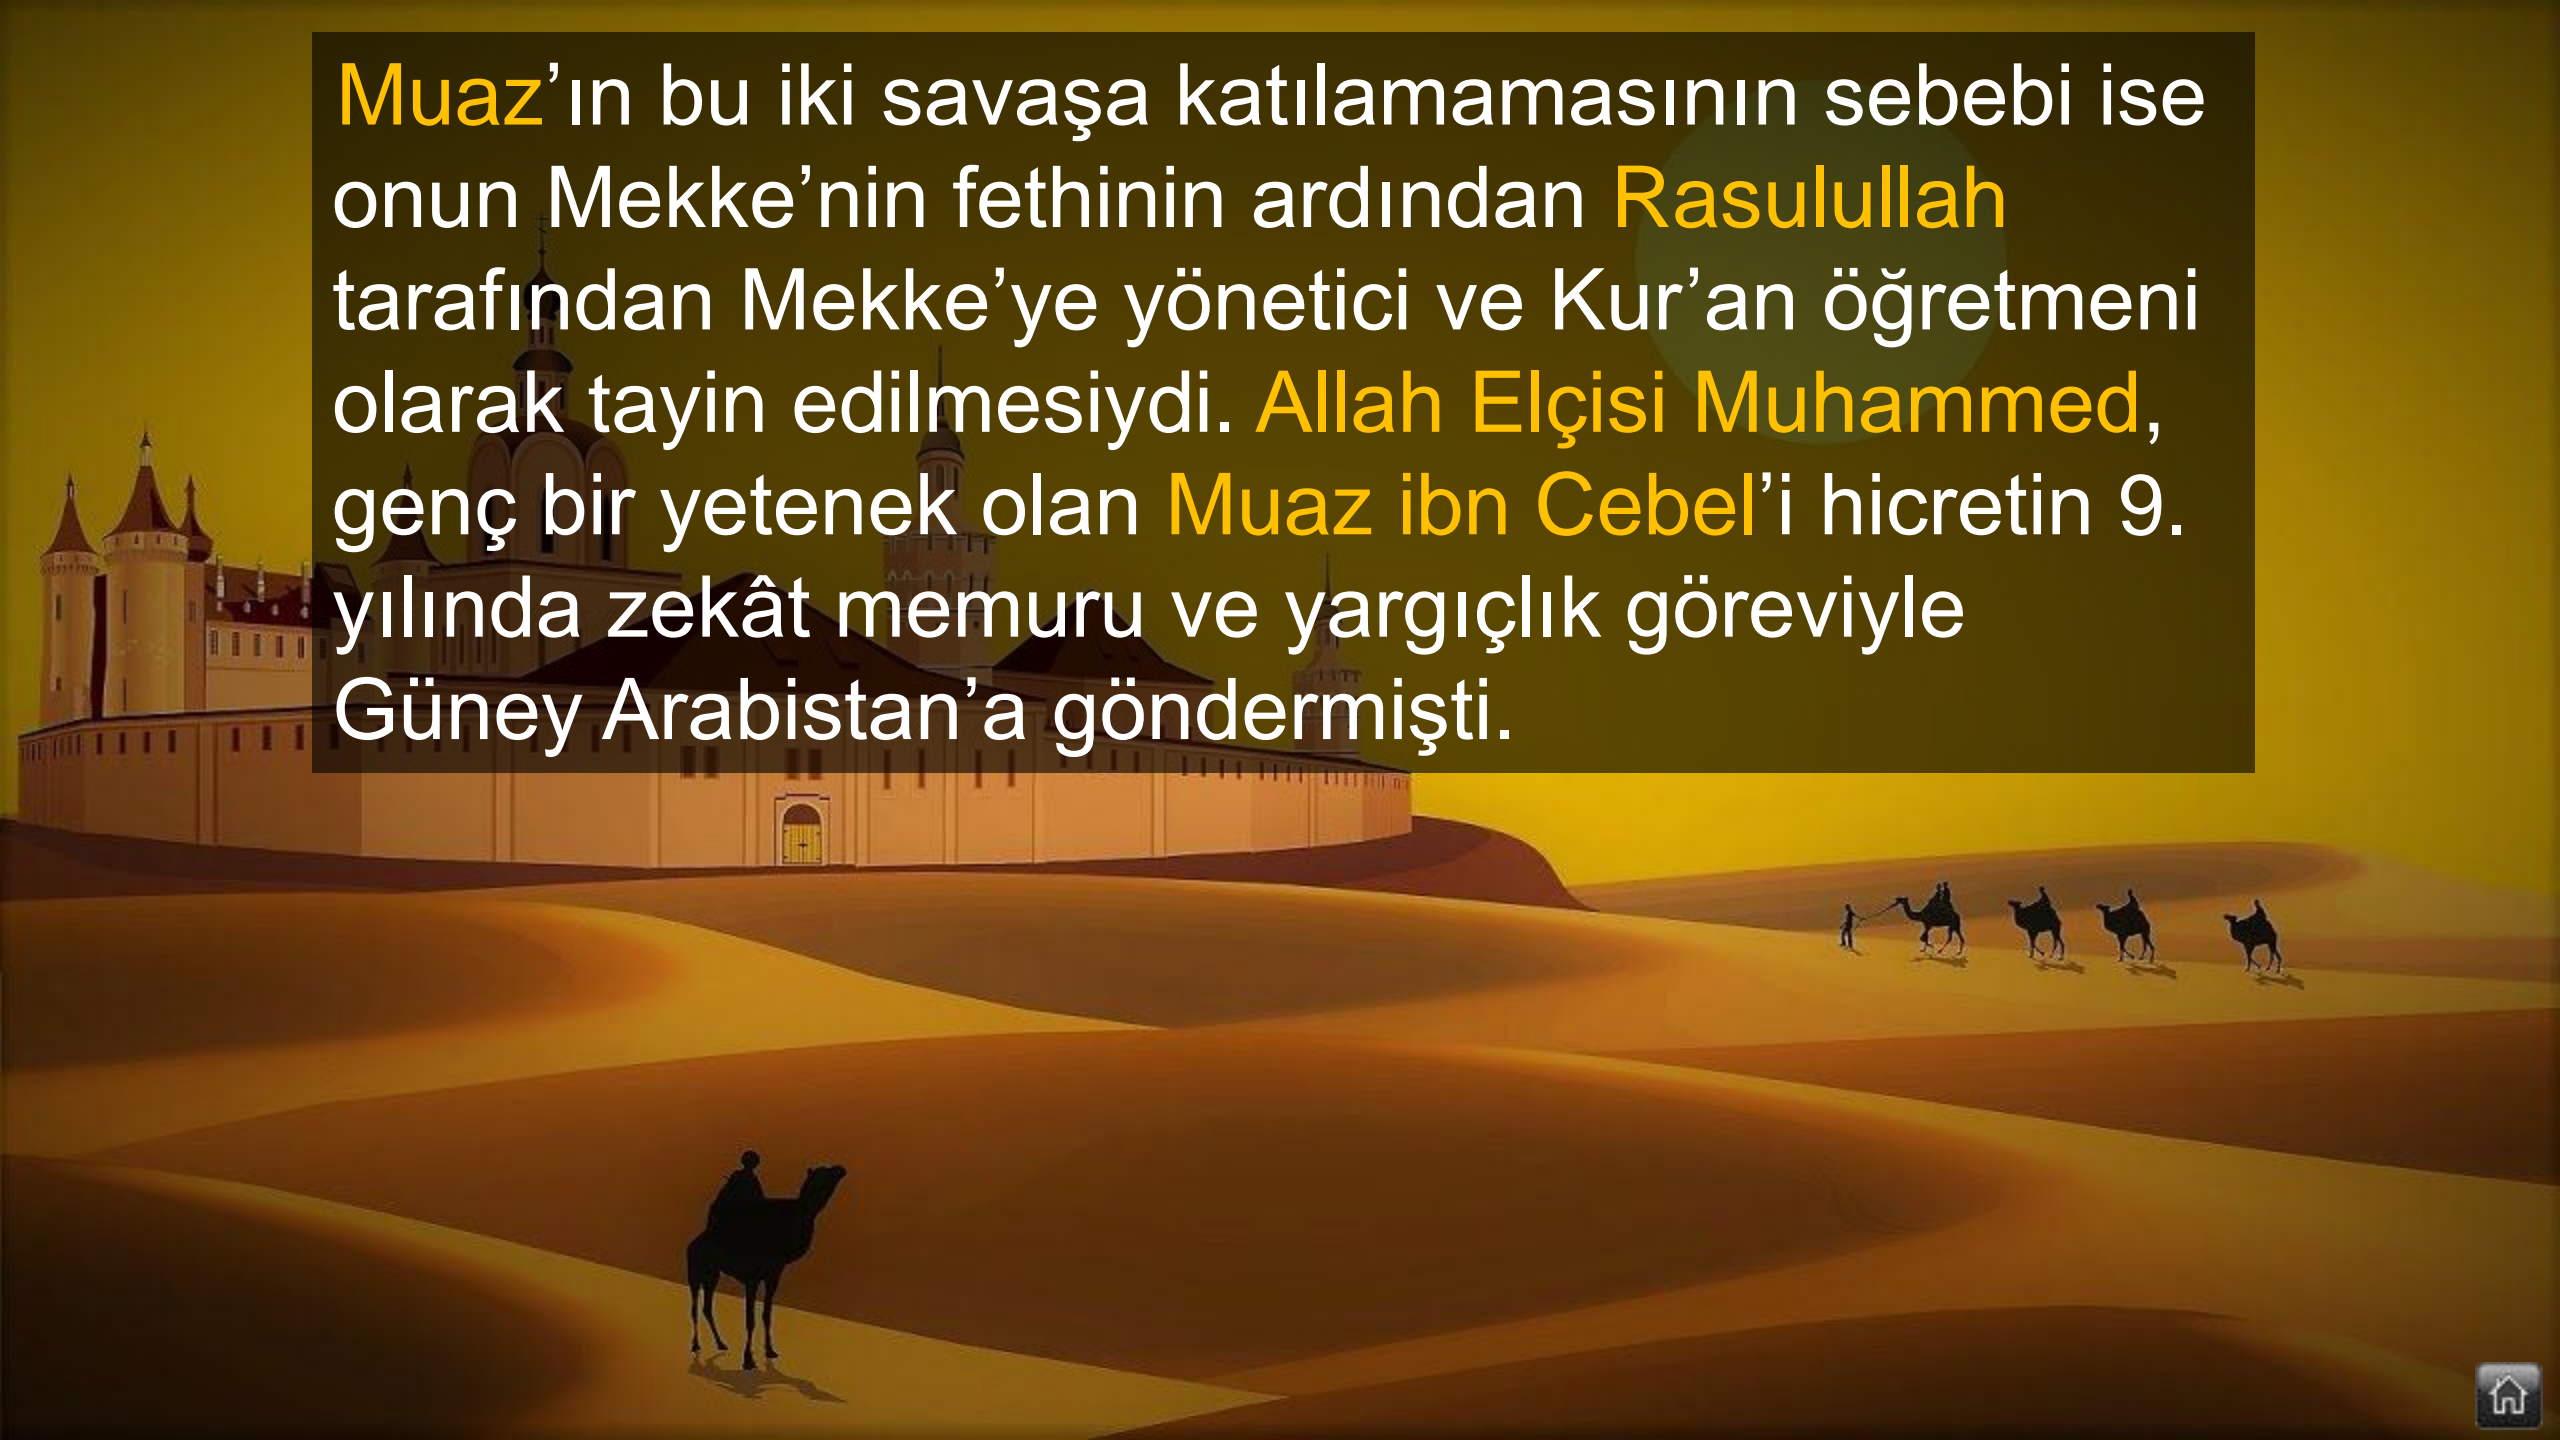 Muaz’ın bu iki savaşa katılamamasının sebebi ise
onun Mekke’nin fethinin ardından Rasulullah
tarafından Mekke’ye yönetici ve Kur’an öğretmeni
olarak tayin edilmesiydi. Allah Elçisi Muhammed,
genç bir yetenek olan Muaz ibn Cebel’i hicretin 9.
yılında zekât memuru ve yargıçlık göreviyle
Güney Arabistan’a göndermişti.